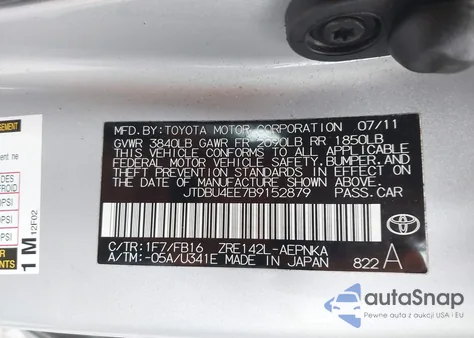 MFD. BY: TOYOTA MOTOR CORPORATION 07/11
GVWR 3840LB GAWR FR 2090LB RR 1850LB
THIS VEHICLE CONFORMS TO ALL APPLICABLE
FEDERAL MOTOR VEHICLE SAFETY, BUMPER, AND
THEFT PREVENTION STANDARDS IN EFFECT ON
THE DATE OF MANUFACTURE SHOWN ABOVE.
JTDBU4EE7B9152879 PASS. CAR
C/TR: 1F7/FB16 ZRE142L-AEPNKA
A/TM: -05A/U341E MADE IN JAPAN 822 A
TOYOTA
1 M 12F02
autoSnap
Pewne auta z aukcji USA i EU